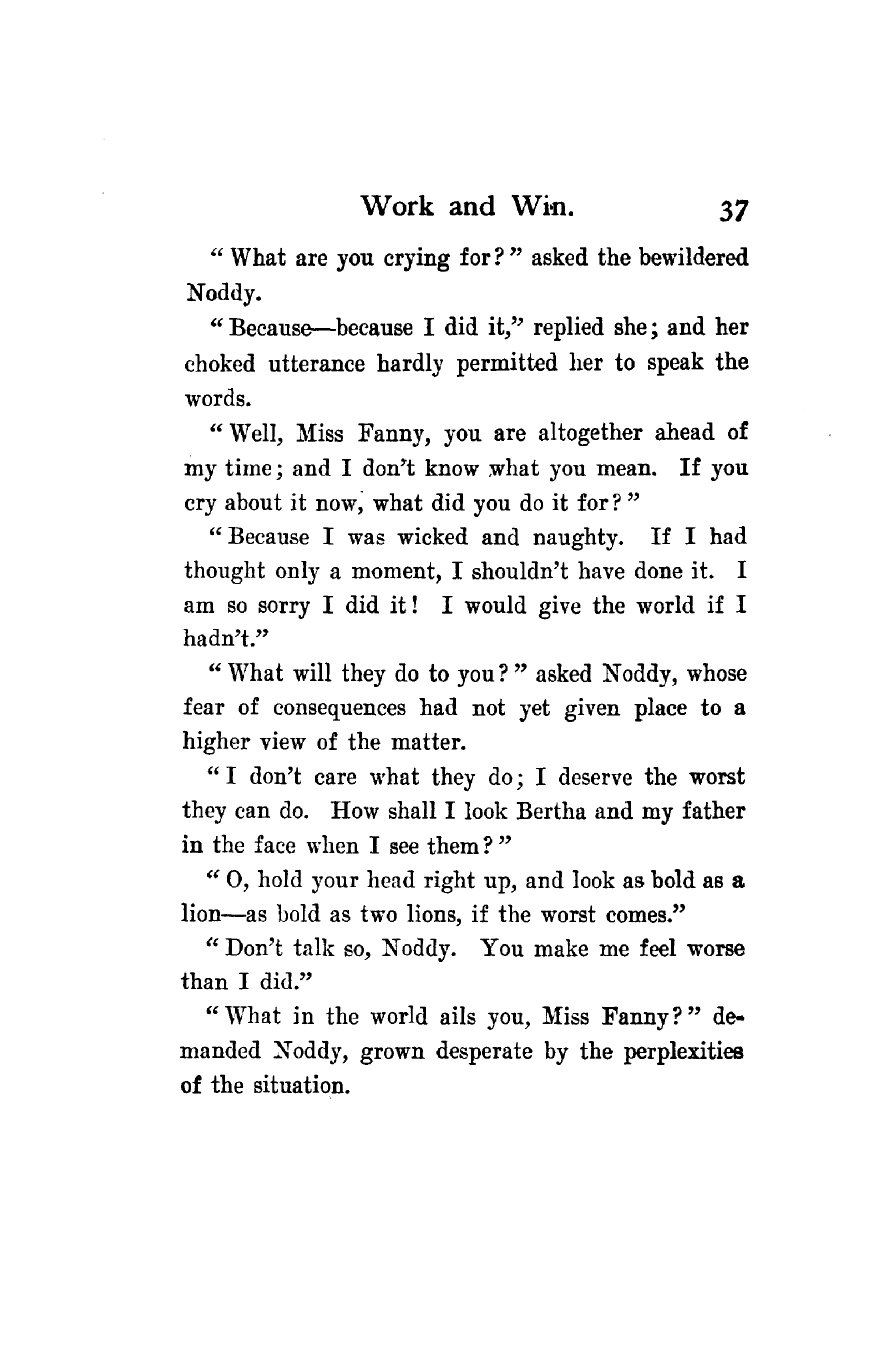 Work and Win. 37
“ What are you crying for? ” asked the bewildered
Noddy.
“ Because—because I did it,” replied she; and her
choked utterance hardly permitted her to speak the
words.
“ Well, Miss Fanny, you are altogether ahead of
my time; and I don’t know what you mean. If you
cry about it now, what did you do it for? ”
“ Because I was wicked and naughty. If I had
thought only a moment, I shouldn’t have done it. I
am so sorry I did it! I would give the world if I
hadn’t.”
“ What will they do to you? ” asked Noddy, whose
fear of consequences had not yet given place to a
higher view of the matter.
“ I don’t care what they do; I deserve the worst
they can do. How shall I look Bertha and my father
in the face when I see them? ”
“ O, hold your head right up, and look as bold as a
lion—as bold as two lions, if the worst comes.”
“ Don’t talk so, Noddy. You make me feel worse
than I did.”
“ What in the world ails you, Miss Fanny? ” de-
manded Noddy, grown desperate by the perplexities
of the situation.